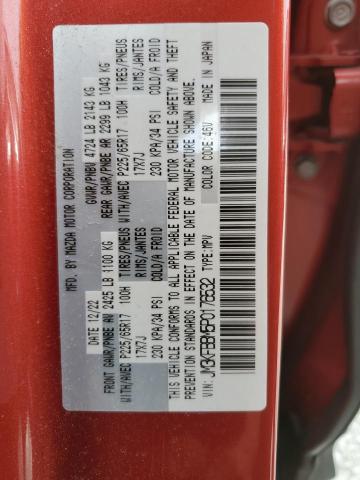 MFD. BY MAZDA MOTOR CORPORATION
DATE: 12/22 GVWR/PNBV 4724 LB 2143 KG
FRONT GAWR/PNBE AV 2425 LB 1100 KG REAR GAWR/PNBE AR 2299 LB 1043 KG
WITH/AVEC P225/65R17 100H TIRES/PNEUS WITH/AVEC P225/65R17 100H TIRES/PNEUS
17X7J RIMS/JANTES 17X7J RIMS/JANTES
230 KPA/34 PSI COLD/A FROID 230 KPA/34 PSI COLD/A FROID
THIS VEHICLE CONFORMS TO ALL APPLICABLE FEDERAL MOTOR VEHICLE SAFETY AND THEFT
PREVENTION STANDARDS IN EFFECT ON THE DATE OF MANUFACTURE SHOWN ABOVE.
MADE IN JAPAN
VIN: TYPE: MPV COLOR CODE: 46V